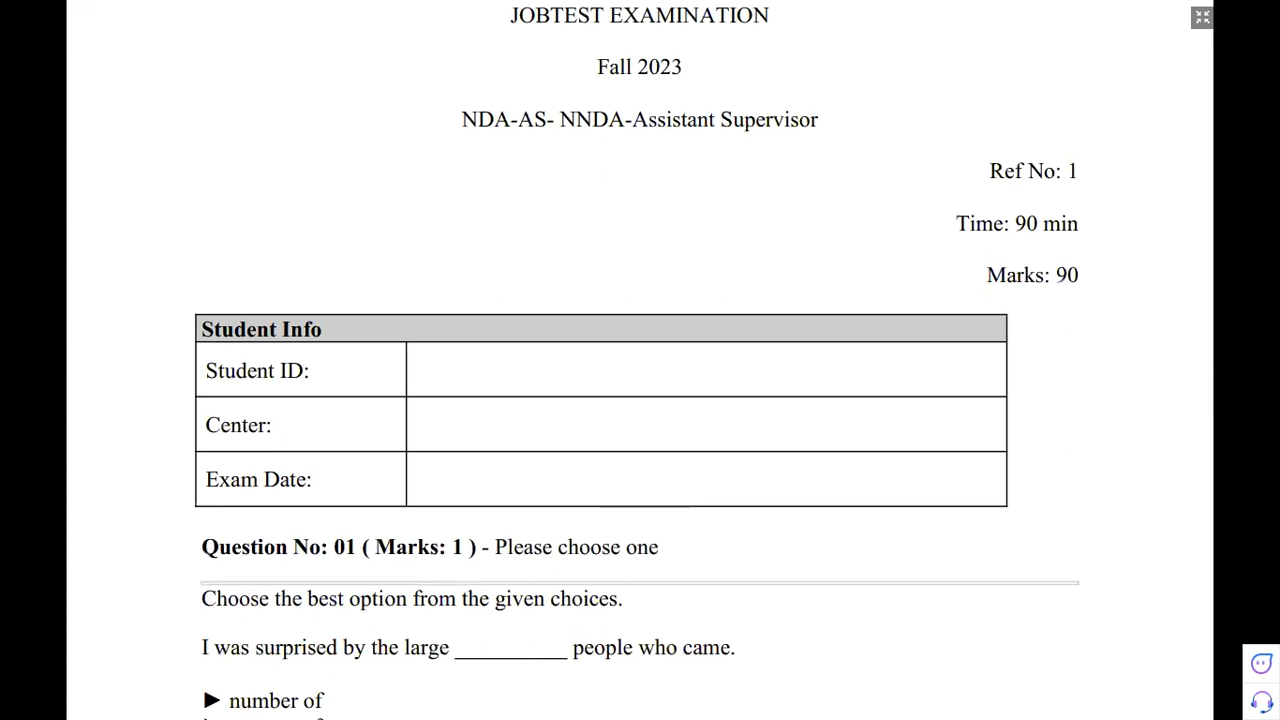 JOBTEST EXAMINATION
Fall 2023
NDA-AS- NNDA-Assistant Supervisor
Ref No: 1
Time: 90 min
Marks: 90
Student Info
Student ID:
Center:
Exam Date:
Question No: 01 ( Marks: 1 ) - Please choose one
Choose the best option from the given choices.
I was surprised by the large __________ people who came.
► number of